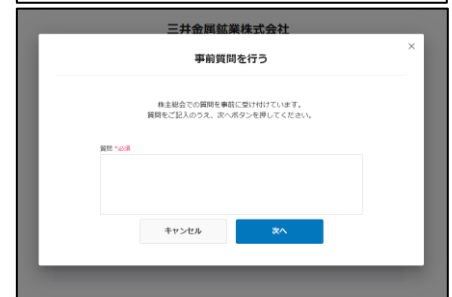 三井金属鉱業株式会社
×
事前質問を行う
株主総会での質問を事前に受け付けています。
質問をご記入のうえ、次へボタンを押してください。
質問 *必須
キャンセル 次へ